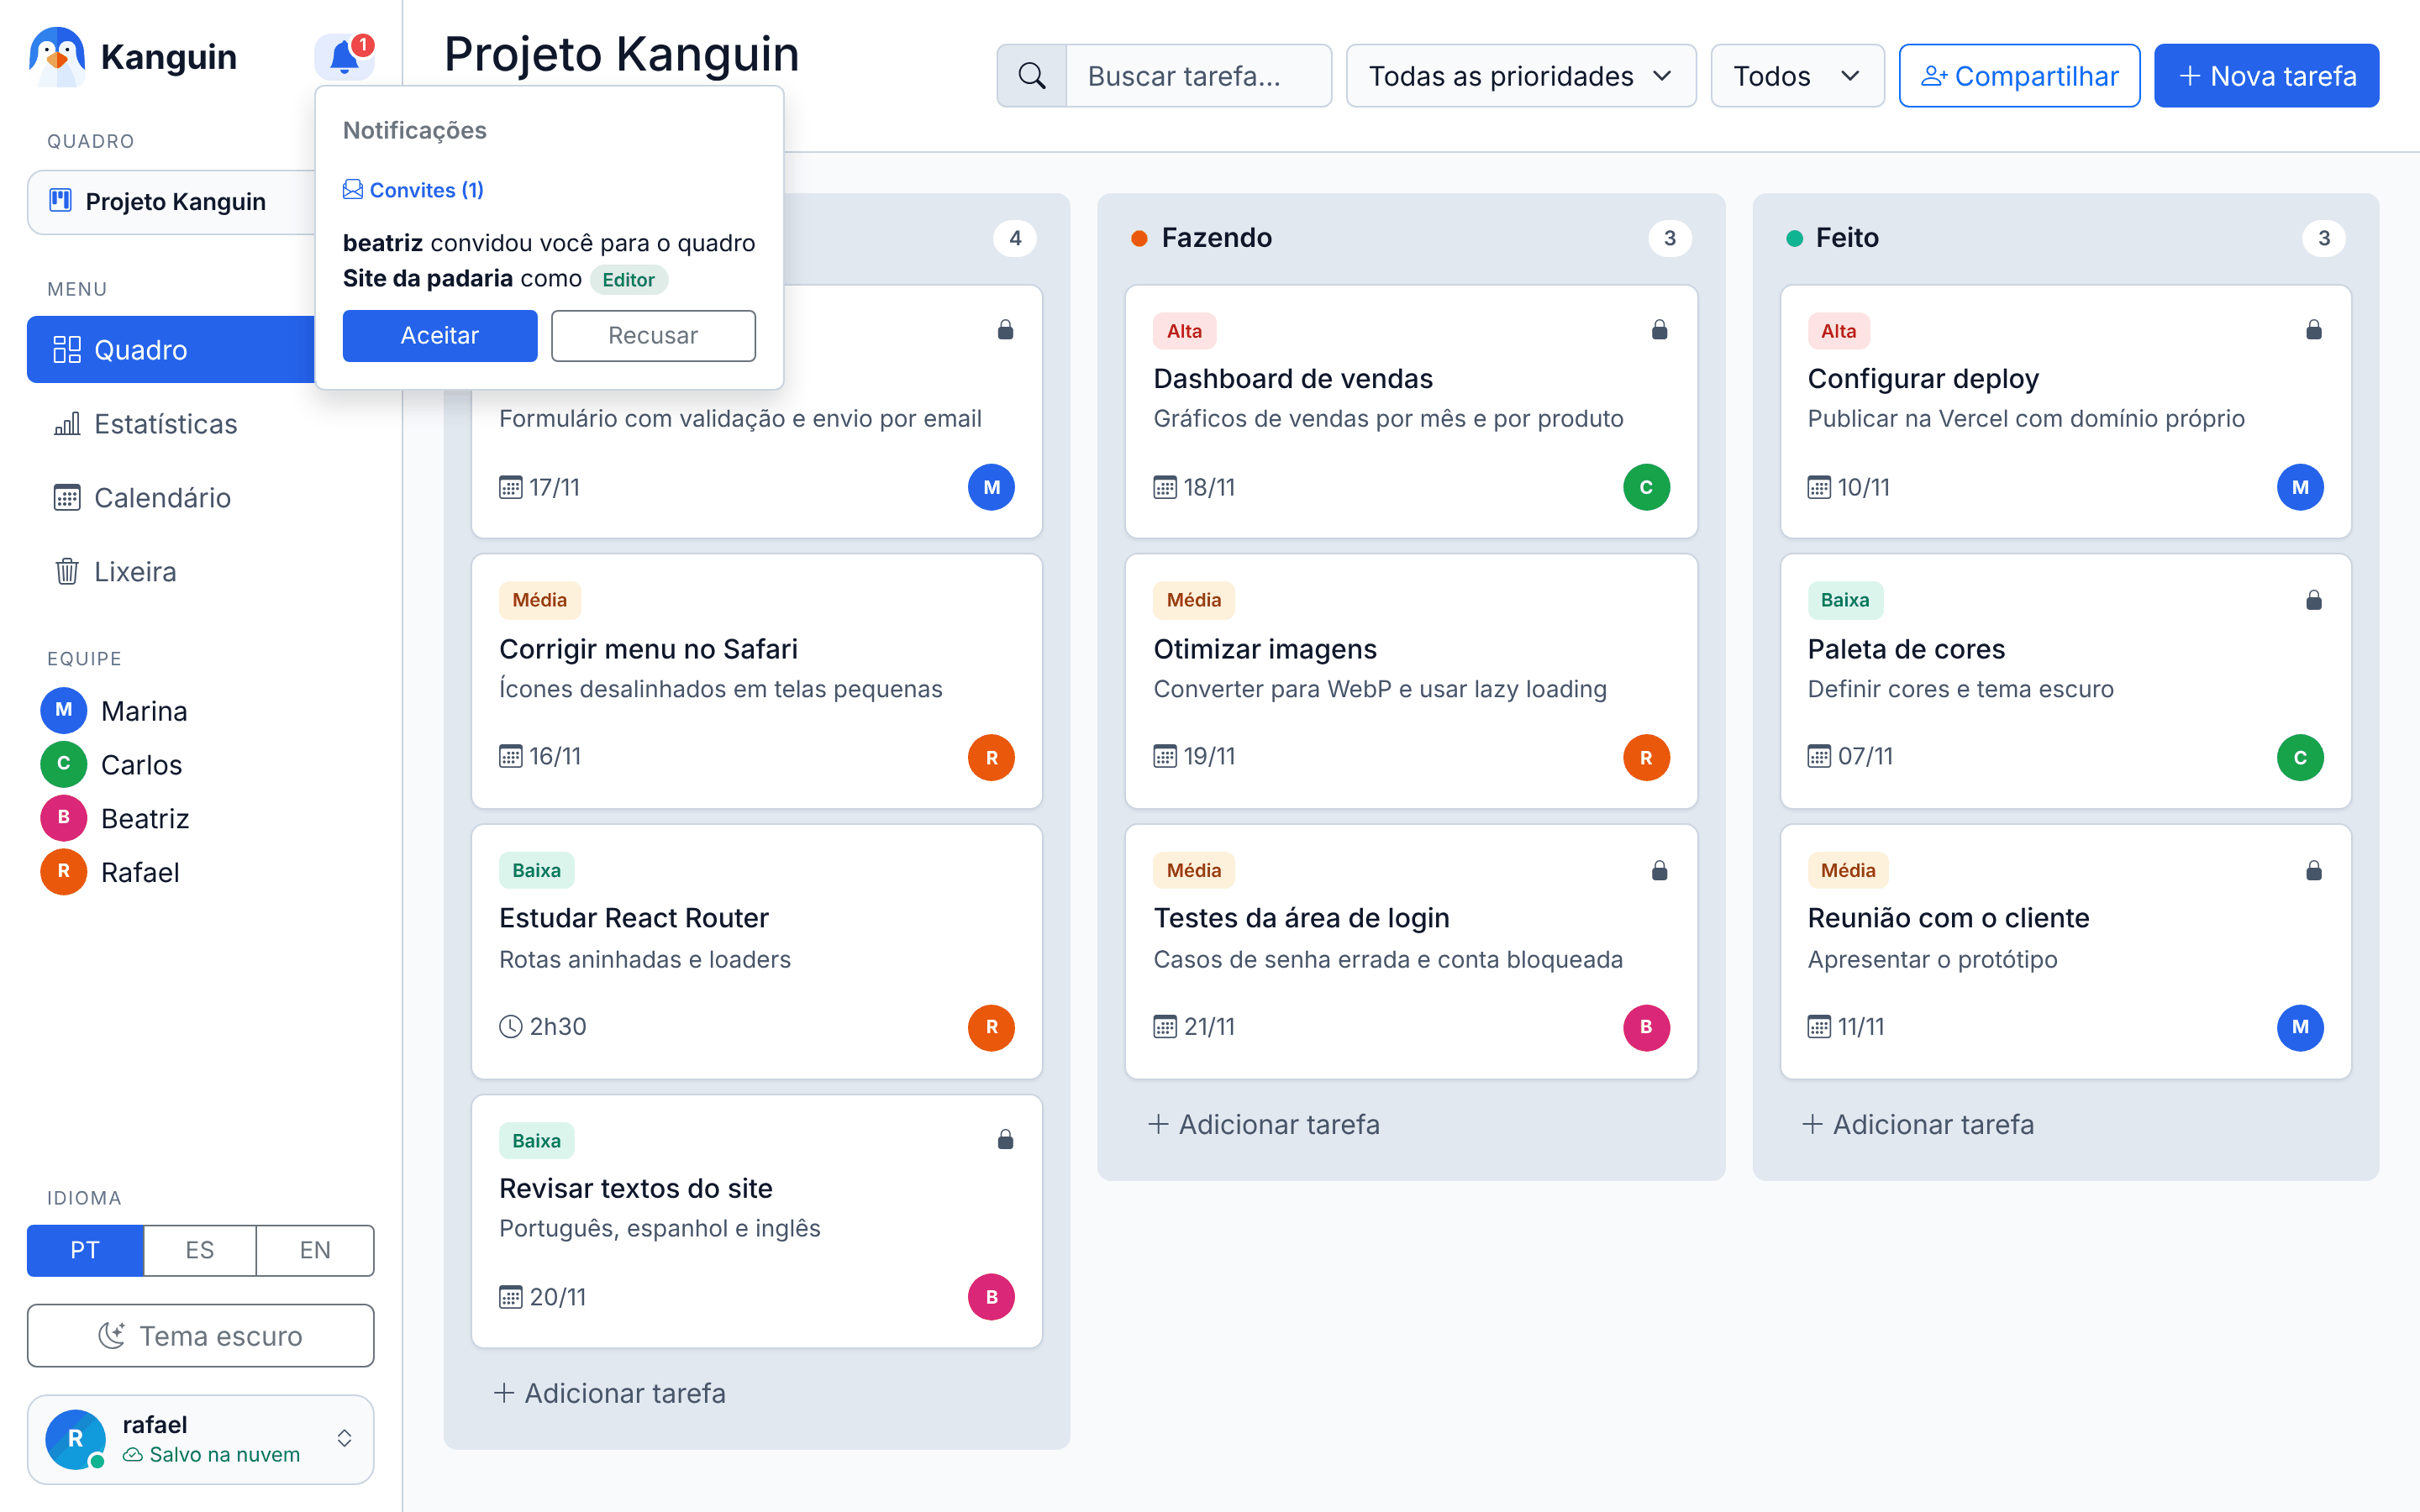 Kanguin
1
QUADRO
Projeto Kanguin
MENU
Quadro
Estatísticas
Calendário
Lixeira
EQUIPE
M Marina
C Carlos
B Beatriz
R Rafael
IDIOMA
PT ES EN
Tema escuro
R rafael
Salvo na nuvem
Notificações
Convites (1)
beatriz convidou você para o quadro
Site da padaria como Editor
Aceitar Recusar
Projeto Kanguin
Buscar tarefa...
Todas as prioridades
Todos
Compartilhar
+ Nova tarefa
4
Formulário com validação e envio por email
17/11 M
Média
Corrigir menu no Safari
Ícones desalinhados em telas pequenas
16/11 R
Baixa
Estudar React Router
Rotas aninhadas e loaders
2h30 R
Baixa
Revisar textos do site
Português, espanhol e inglês
20/11 B
+ Adicionar tarefa
Fazendo 3
Alta
Dashboard de vendas
Gráficos de vendas por mês e por produto
18/11 C
Média
Otimizar imagens
Converter para WebP e usar lazy loading
19/11 R
Média
Testes da área de login
Casos de senha errada e conta bloqueada
21/11 B
+ Adicionar tarefa
Feito 3
Alta
Configurar deploy
Publicar na Vercel com domínio próprio
10/11 M
Baixa
Paleta de cores
Definir cores e tema escuro
07/11 C
Média
Reunião com o cliente
Apresentar o protótipo
11/11 M
+ Adicionar tarefa